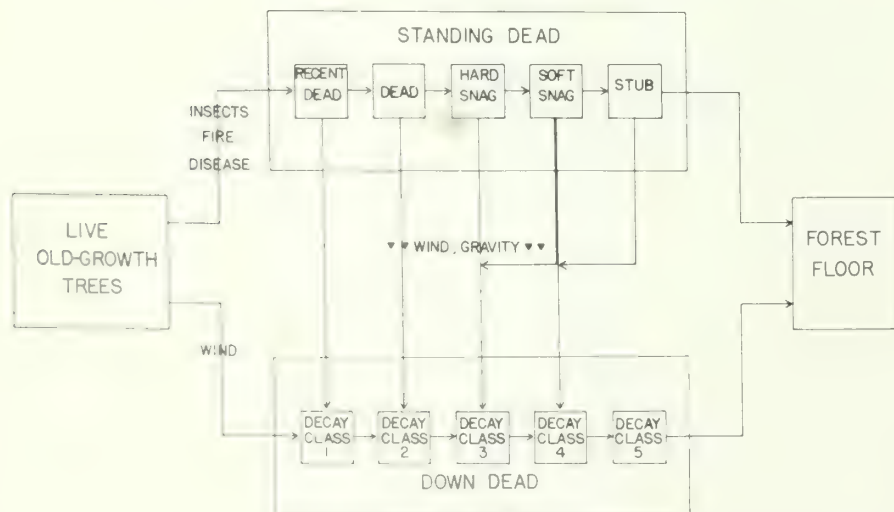 STANDING DEAD
RECENT
DEAD
DEAD
HARD
SNAG
SOFT
SNAG
STUB
INSECTS
FIRE
DISEASE
LIVE
OLD-GROWTH
TREES
WIND, GRAVITY
FOREST
FLOOR
WIND
DECAY
CLASS
1
DECAY
CLASS
2
DECAY
CLASS
3
DECAY
CLASS
4
DECAY
CLASS
5
DOWN DEAD